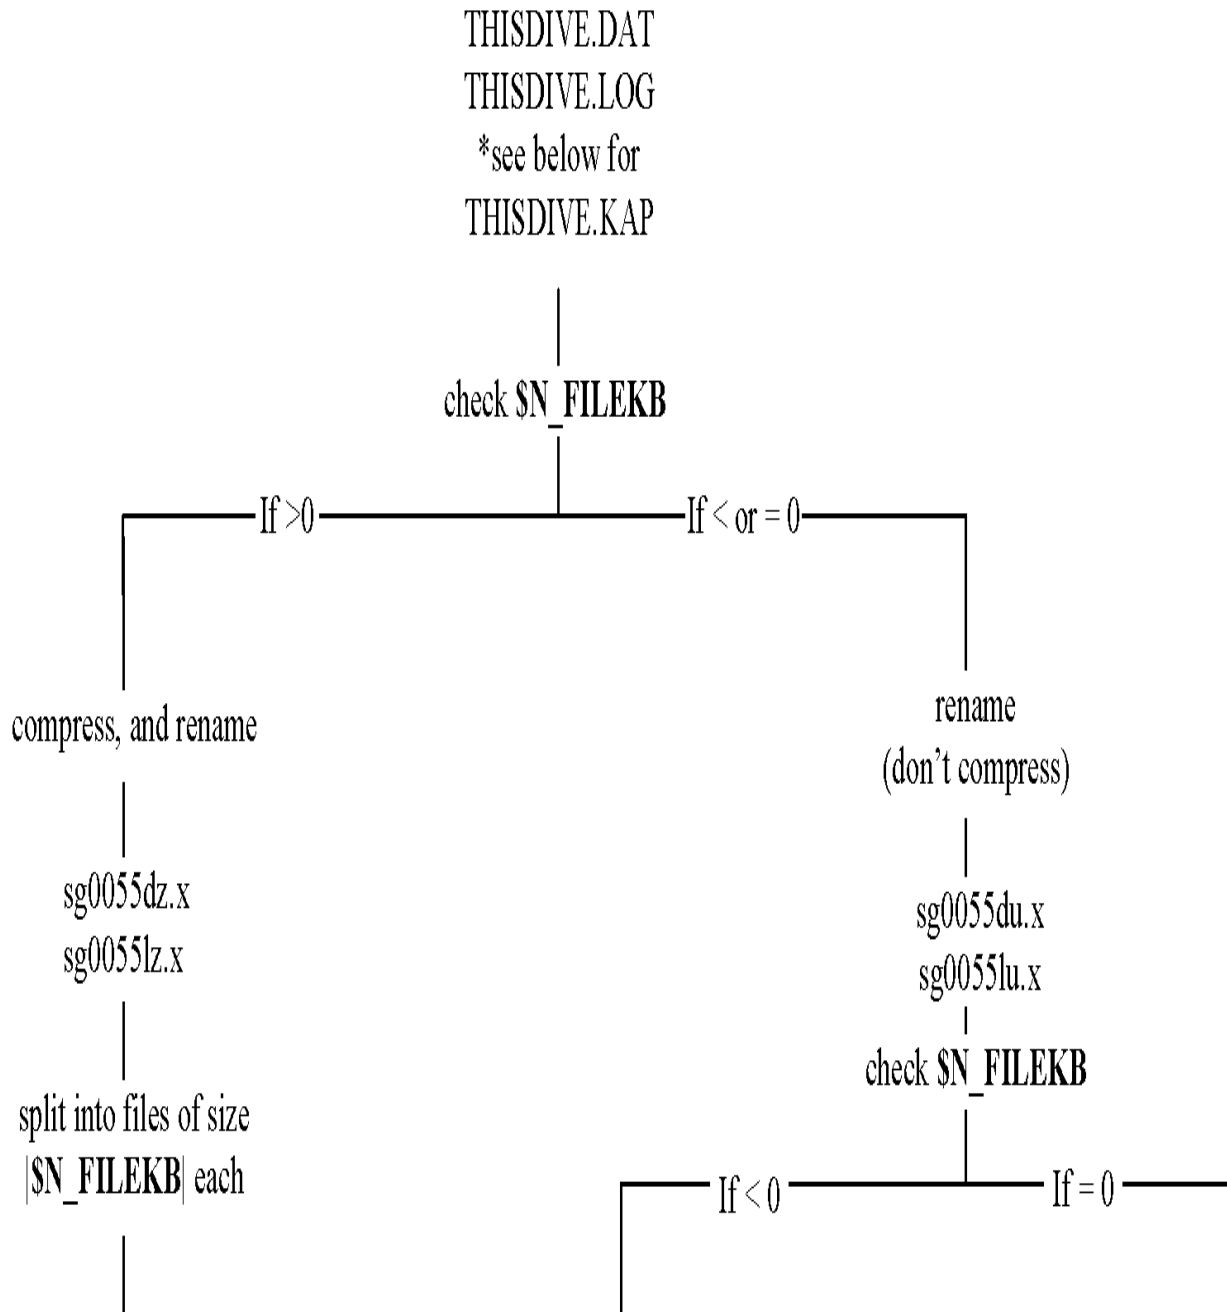 THISDIVE.DAT
THISDIVE.LOG
*see below for
THISDIVE.KAP
check $N_FILEKB
If >0
If < or = 0
compress, and rename
sg0055dz.x
sg0055lz.x
split into files of size
|$N_FILEKB| each
rename
(don't compress)
sg0055du.x
sg0055lu.x
check $N_FILEKB
If < 0
If = 0